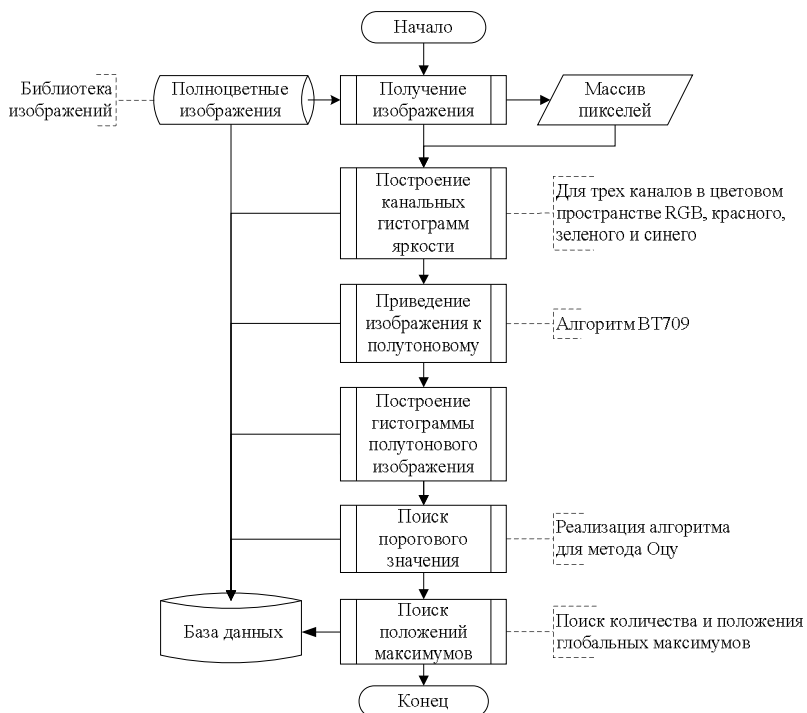 Начало
Библиотека
изображений
Полноцветные
изображения
Получение
изображения
Массив
пикселей
Построение
канальных
гистограмм
яркости
Для трех каналов в цветовом
пространстве RGB, красного,
зеленого и синего
Приведение
изображения к
полутоновому
Алгоритм BT709
Построение
гистограммы
полутонового
изображения
Поиск
порогового
значения
Реализация алгоритма
для метода Оцу
База данных
Поиск
положений
максимумов
Поиск количества и положения
глобальных максимумов
Конец